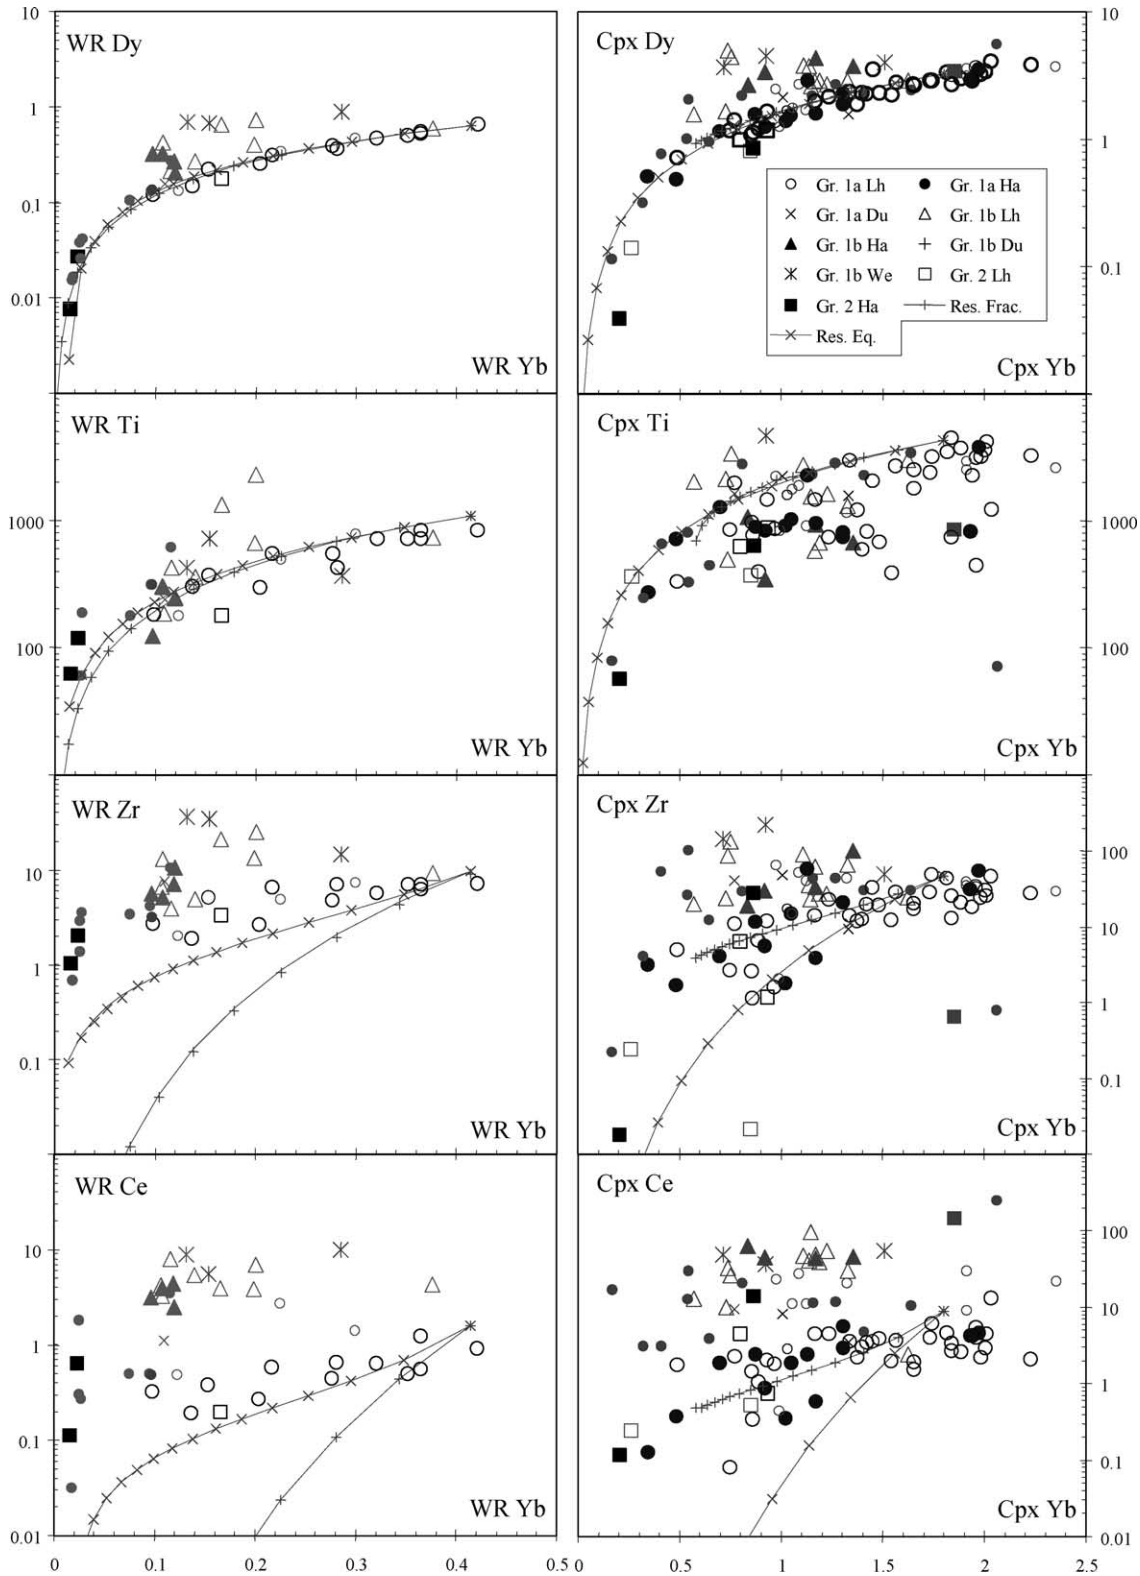 10
WR Dy
1
0.1
0.01
WR Yb
Cpx Dy
10
1
0.1
Gr. 1a Lh
Gr. 1a Ha
Gr. 1a Du
Gr. 1b Lh
Gr. 1b Ha
Gr. 1b Du
Gr. 1b We
Gr. 2 Lh
Gr. 2 Ha
Res. Frac.
Res. Eq.
Cpx Yb
WR Ti
1000
100
WR Yb
Cpx Ti
1000
100
Cpx Yb
WR Zr
10
1
0.1
WR Yb
Cpx Zr
100
10
1
0.1
Cpx Yb
WR Ce
10
1
0.1
0.01
WR Yb
0 0.1 0.2 0.3 0.4 0.5
Cpx Ce
100
10
1
0.1
0.01
Cpx Yb
0 0.5 1 1.5 2 2.5